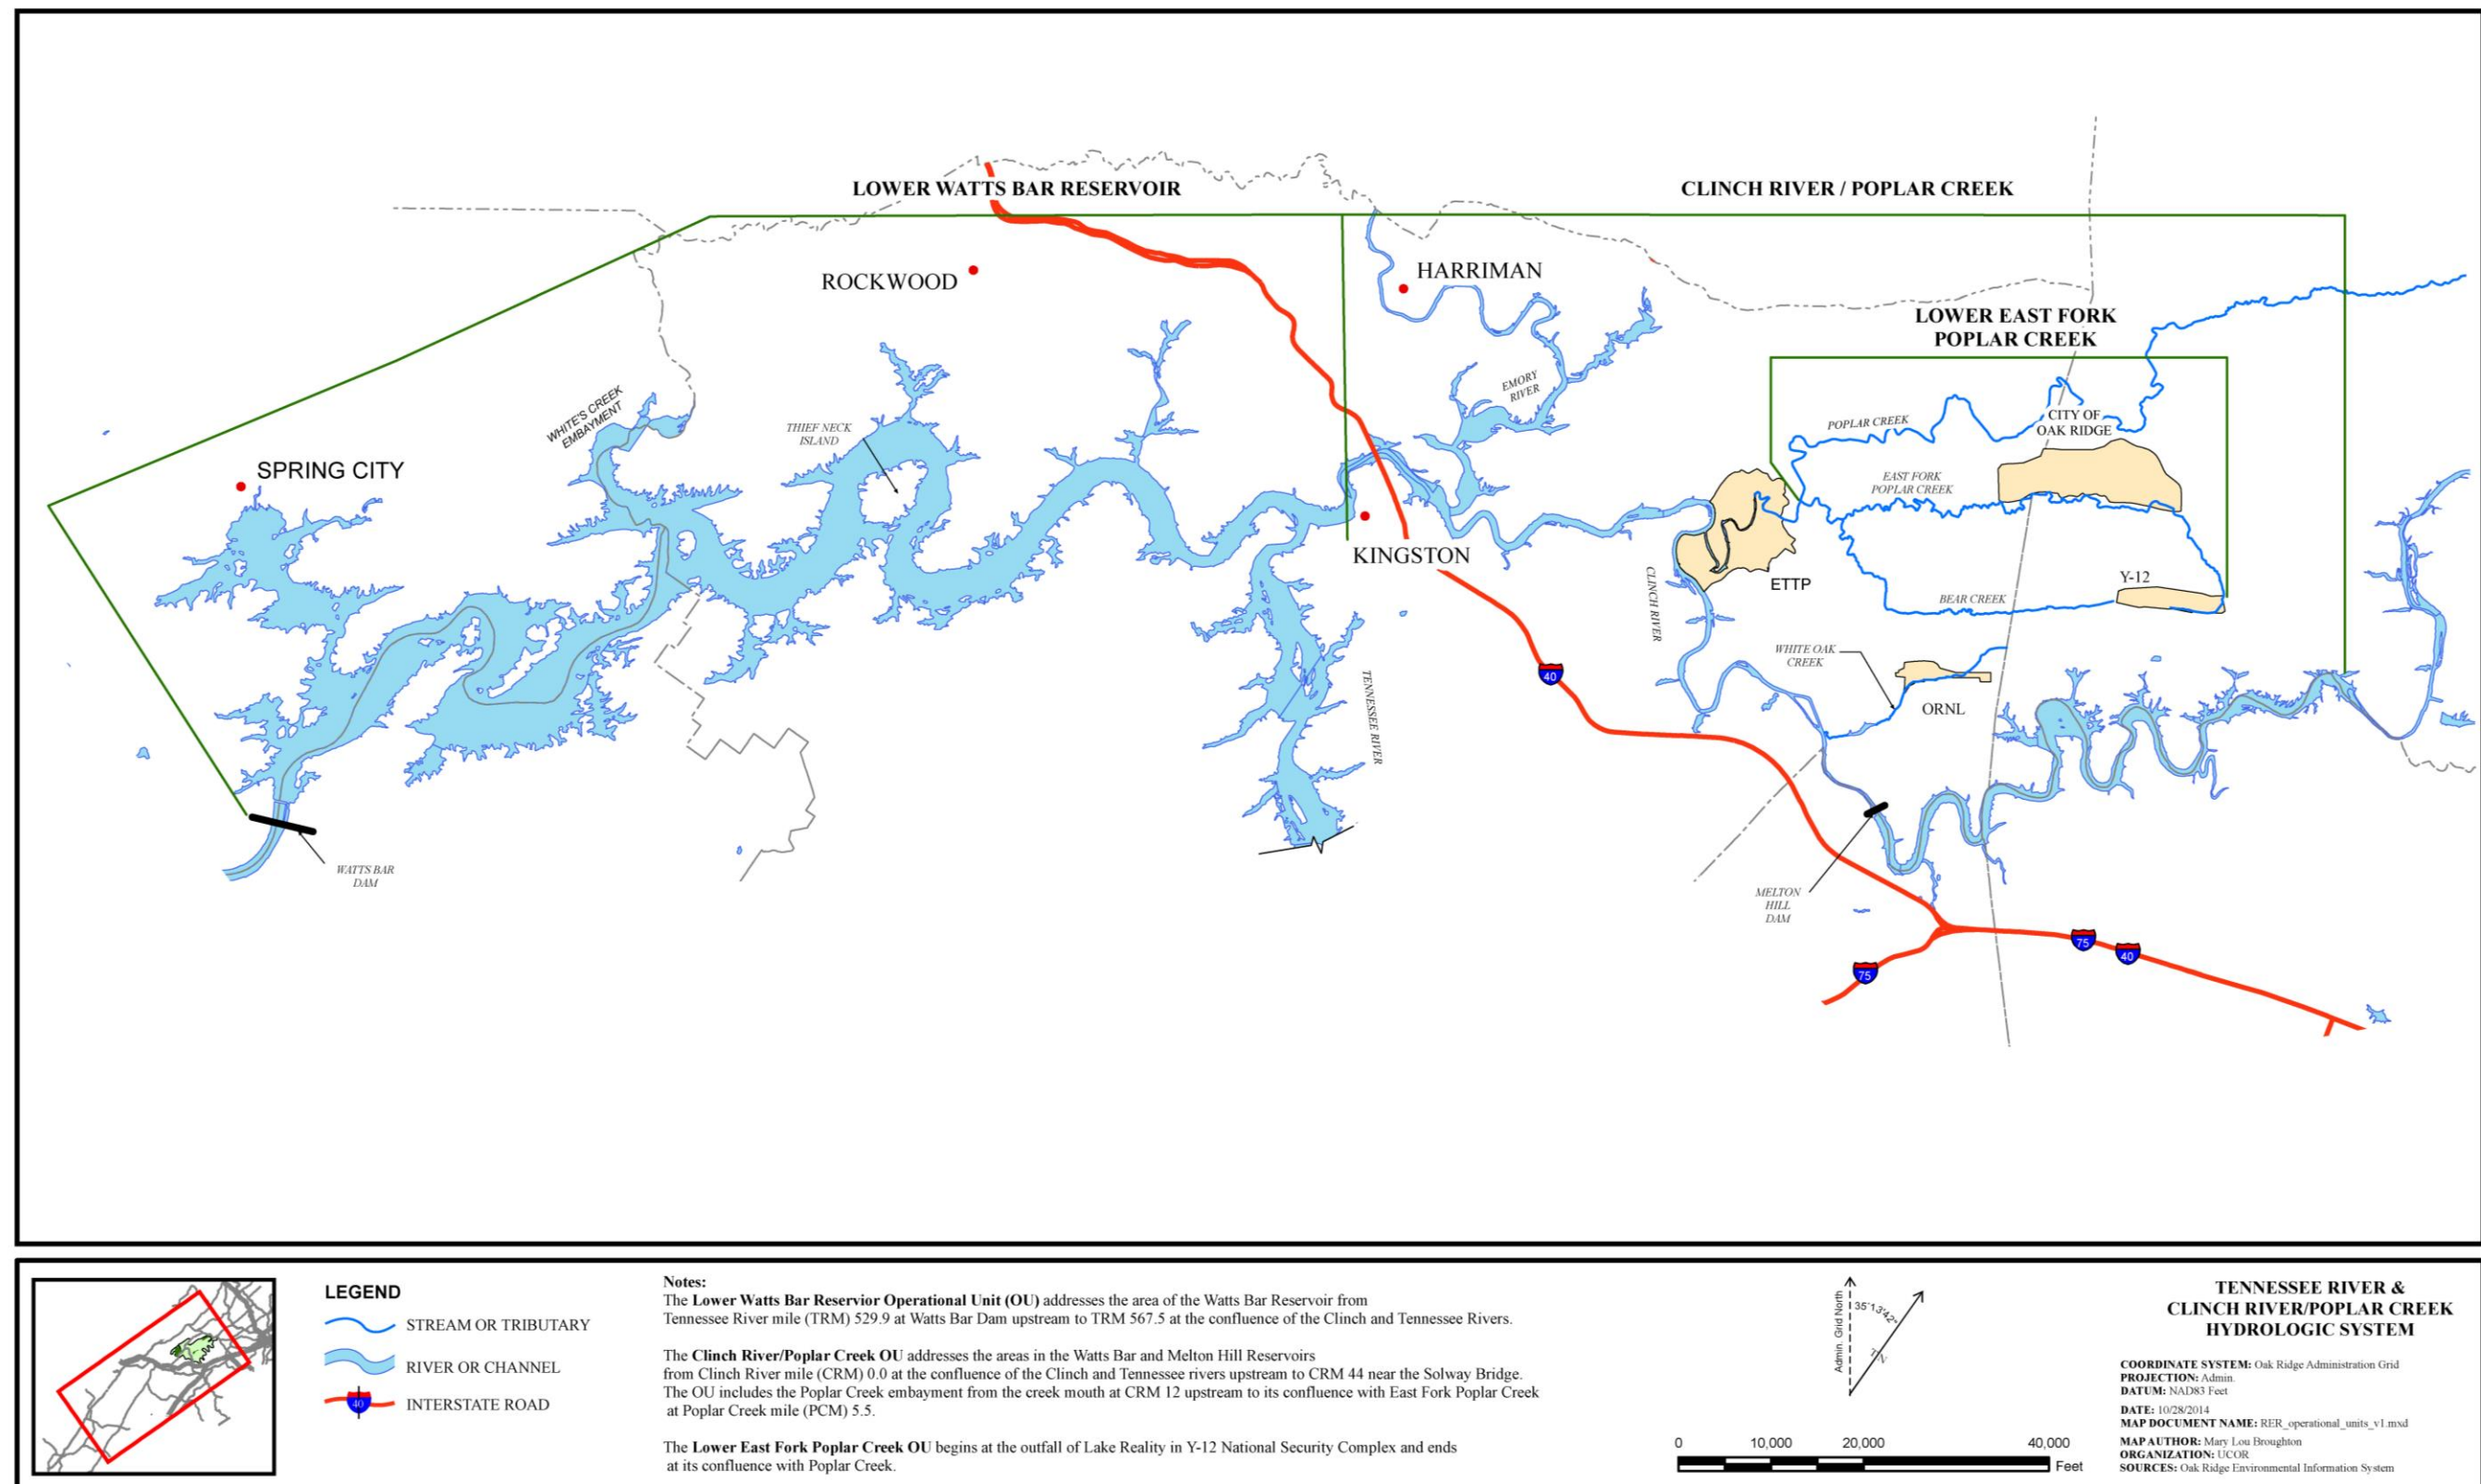 LOWER WATTS BAR RESERVOIR
CLINCH RIVER / POPLAR CREEK
ROCKWOOD
HARRIMAN
LOWER EAST FORK
POPLAR CREEK
EMORY
RIVER
WHITE'S CREEK
EMBAYMENT
THIEF NECK
ISLAND
POPLAR CREEK
CITY OF
OAK RIDGE
SPRING CITY
EAST FORK
POPLAR CREEK
KINGSTON
ETTP
Y-12
CLINCH RIVER
BEAR CREEK
WHITE OAK
CREEK
40
TENNESSEE RIVER
ORNL
WATTS BAR
DAM
MELTON
HILL
DAM
75
40
75
LEGEND
STREAM OR TRIBUTARY
RIVER OR CHANNEL
40
INTERSTATE ROAD
Notes:
The Lower Watts Bar Reservior Operational Unit (OU) addresses the area of the Watts Bar Reservoir from
Tennessee River mile (TRM) 529.9 at Watts Bar Dam upstream to TRM 567.5 at the confluence of the Clinch and Tennessee Rivers.
The Clinch River/Poplar Creek OU addresses the areas in the Watts Bar and Melton Hill Reservoirs
from Clinch River mile (CRM) 0.0 at the confluence of the Clinch and Tennessee rivers upstream to CRM 44 near the Solway Bridge.
The OU includes the Poplar Creek embayment from the creek mouth at CRM 12 upstream to its confluence with East Fork Poplar Creek
at Poplar Creek mile (PCM) 5.5.
The Lower East Fork Poplar Creek OU begins at the outfall of Lake Reality in Y-12 National Security Complex and ends
at its confluence with Poplar Creek.
Admin. Grid North
35°13'42"
TN
0 10,000 20,000 40,000
Feet
TENNESSEE RIVER &
CLINCH RIVER/POPLAR CREEK
HYDROLOGIC SYSTEM
COORDINATE SYSTEM: Oak Ridge Administration Grid
PROJECTION: Admin.
DATUM: NAD83 Feet
DATE: 10/28/2014
MAP DOCUMENT NAME: RER_operational_units_v1.mxd
MAP AUTHOR: Mary Lou Broughton
ORGANIZATION: UCOR
SOURCES: Oak Ridge Environmental Information System